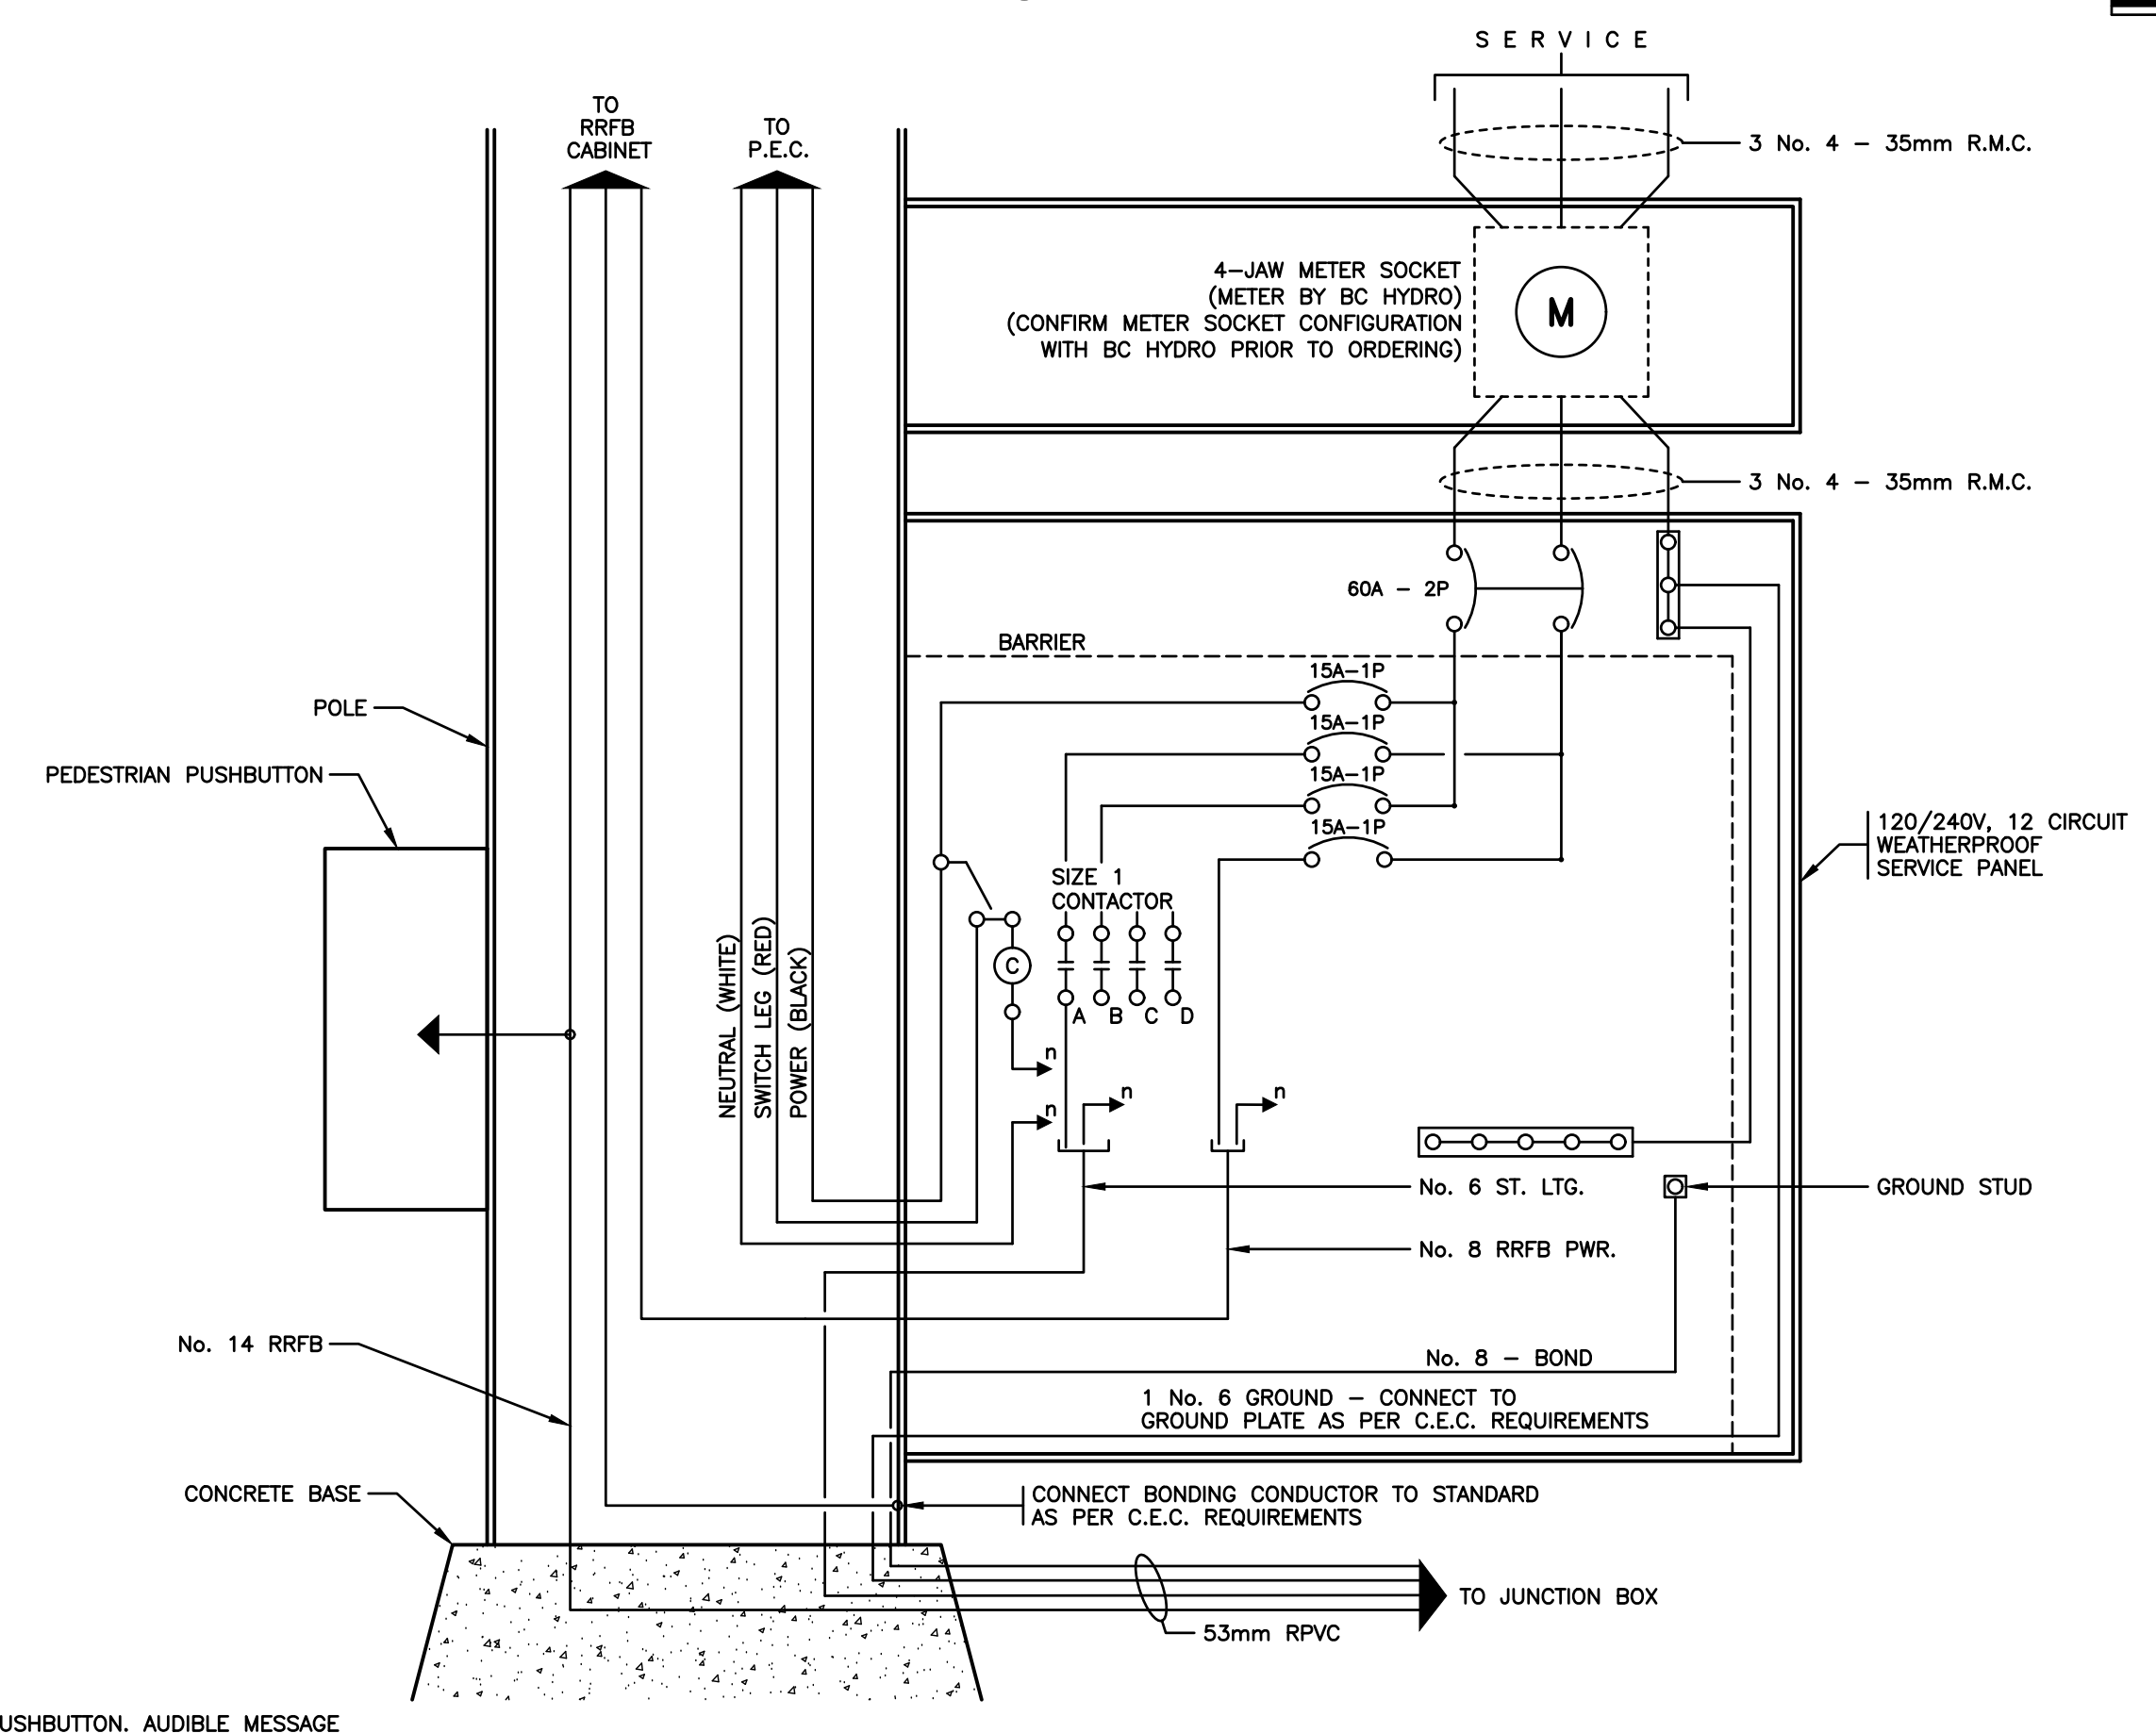 S E R V I C E
TO
RRFB
CABINET
TO
P.E.C.
3 No. 4 - 35mm R.M.C.
4-JAW METER SOCKET
(METER BY BC HYDRO)
(CONFIRM METER SOCKET CONFIGURATION
WITH BC HYDRO PRIOR TO ORDERING)
M
3 No. 4 - 35mm R.M.C.
60A - 2P
BARRIER
15A-1P
15A-1P
15A-1P
15A-1P
POLE
PEDESTRIAN PUSHBUTTON
120/240V, 12 CIRCUIT
WEATHERPROOF
SERVICE PANEL
SIZE 1
CONTACTOR
NEUTRAL (WHITE)
SWITCH LEG (RED)
POWER (BLACK)
C
A B C D
n
n
n
n
No. 6 ST. LTG.
GROUND STUD
No. 8 RRFB PWR.
No. 14 RRFB
No. 8 - BOND
1 No. 6 GROUND - CONNECT TO
GROUND PLATE AS PER C.E.C. REQUIREMENTS
CONCRETE BASE
CONNECT BONDING CONDUCTOR TO STANDARD
AS PER C.E.C. REQUIREMENTS
TO JUNCTION BOX
53mm RPVC
USHBUTTON. AUDIBLE MESSAGE